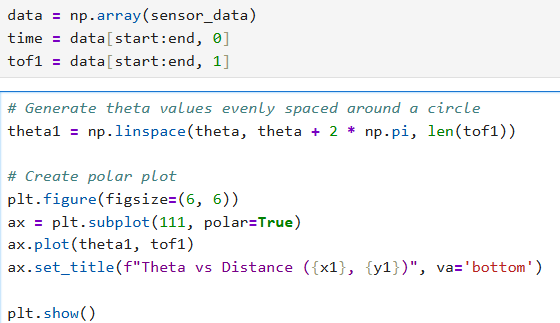 data = np.array(sensor_data)
time = data[start:end, 0]
tof1 = data[start:end, 1]
# Generate theta values evenly spaced around a circle
theta1 = np.linspace(theta, theta + 2 * np.pi, len(tof1))
# Create polar plot
plt.figure(figsize=(6, 6))
ax = plt.subplot(111, polar=True)
ax.plot(theta1, tof1)
ax.set_title(f"Theta vs Distance ({x1}, {y1})", va='bottom')
plt.show()